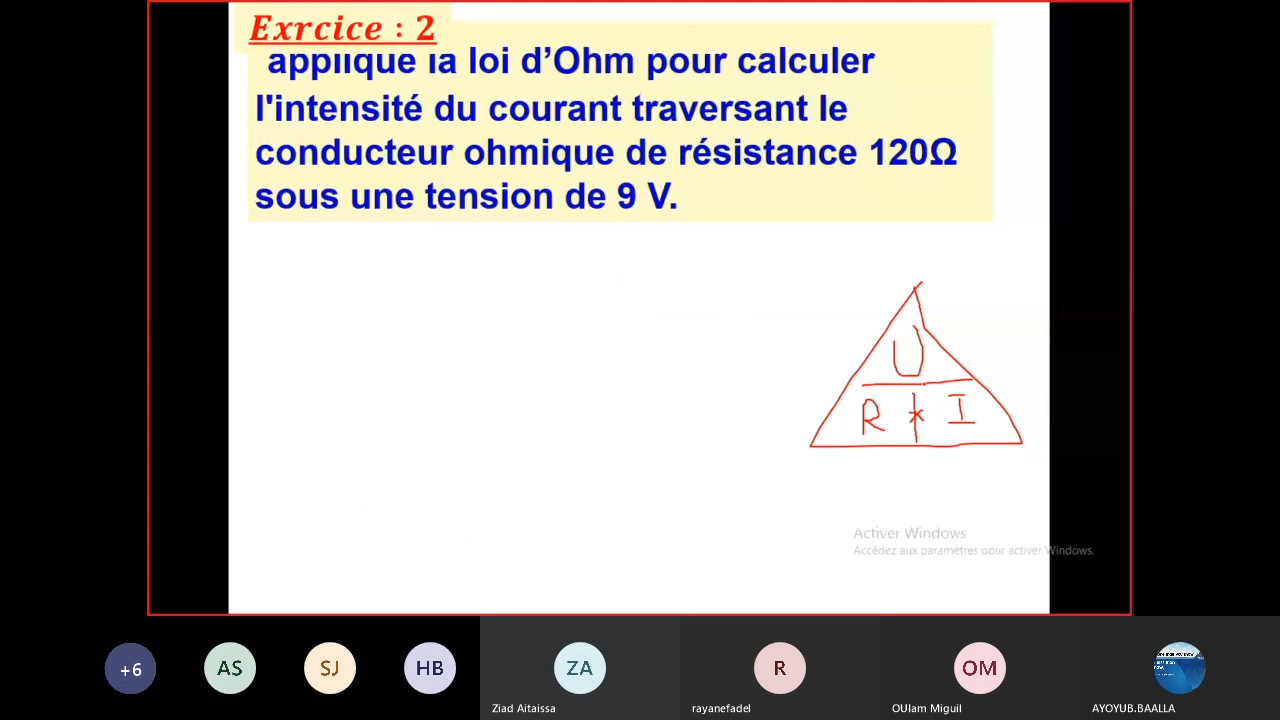 Exrcice : 2
applique la loi d’Ohm pour calculer
l'intensité du courant traversant le
conducteur ohmique de résistance 120Ω
sous une tension de 9 V.
U
R * I
Activer Windows
Accédez aux paramètres pour activer Windows.
+6
AS
SJ
HB
ZA
R
OM
Ziad Aitaissa
rayanefadel
OUlam Miguil
AYOYUB.BAALLA